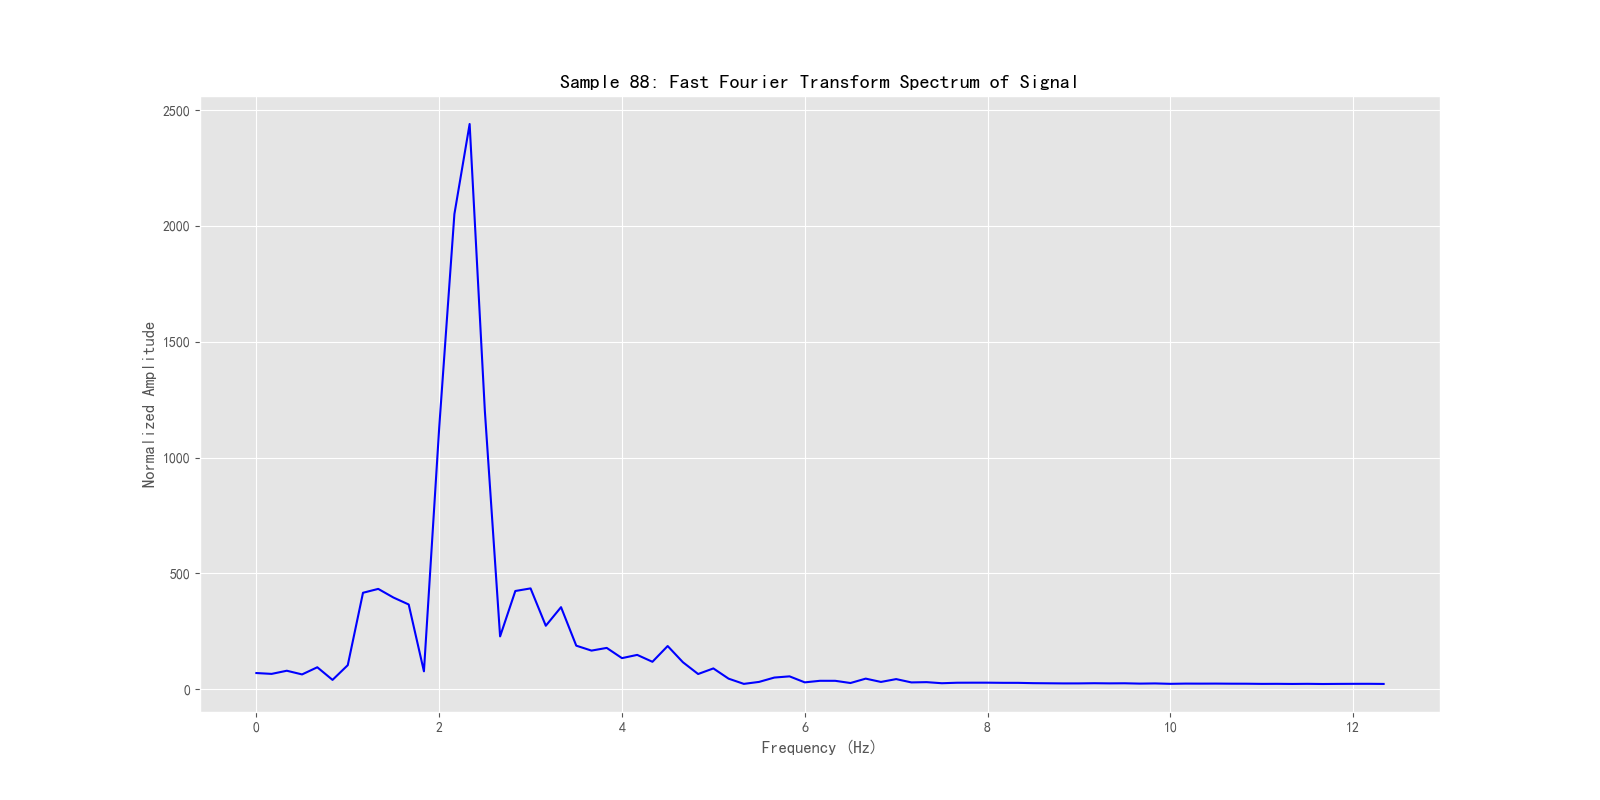 Sample 88: Fast Fourier Transform Spectrum of Signal
2500
2000
1500
1000
500
0
Normalized Amplitude
0 2 4 6 8 10 12
Frequency (Hz)